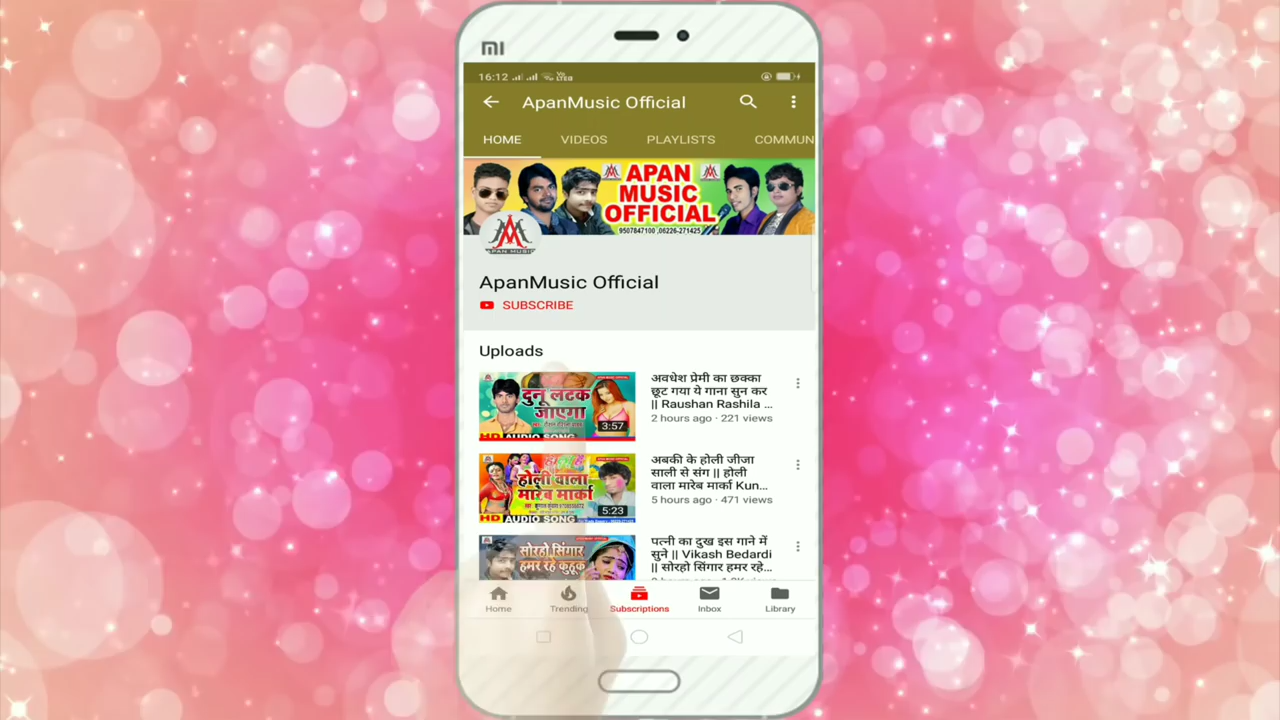 mi
16:12
ApanMusic Official
HOME VIDEOS PLAYLISTS COMMUN
APAN
MUSIC
OFFICIAL
9507847100 ,06226-271425
APAN MUSIC
ApanMusic Official
SUBSCRIBE
Uploads
दुनू लटक
जाएगा
3:57
HD AUDIO SONG
अवधेश प्रेमी का छक्का
छूट गया ये गाना सुन कर
|| Raushan Rashila ...
2 hours ago · 221 views
होली वाला
मारेब मार्का
5:23
HD AUDIO SONG
अबकी के होली जीजा
साली से संग || होली
वाला मारेब मार्का Kun...
5 hours ago · 471 views
सोरहो सिंगार
हमर रहे कुहूक
पत्नी का दुख इस गाने में
सुने || Vikash Bedardi
|| सोरहो सिंगार हमर रहे...
Home Trending Subscriptions Inbox Library